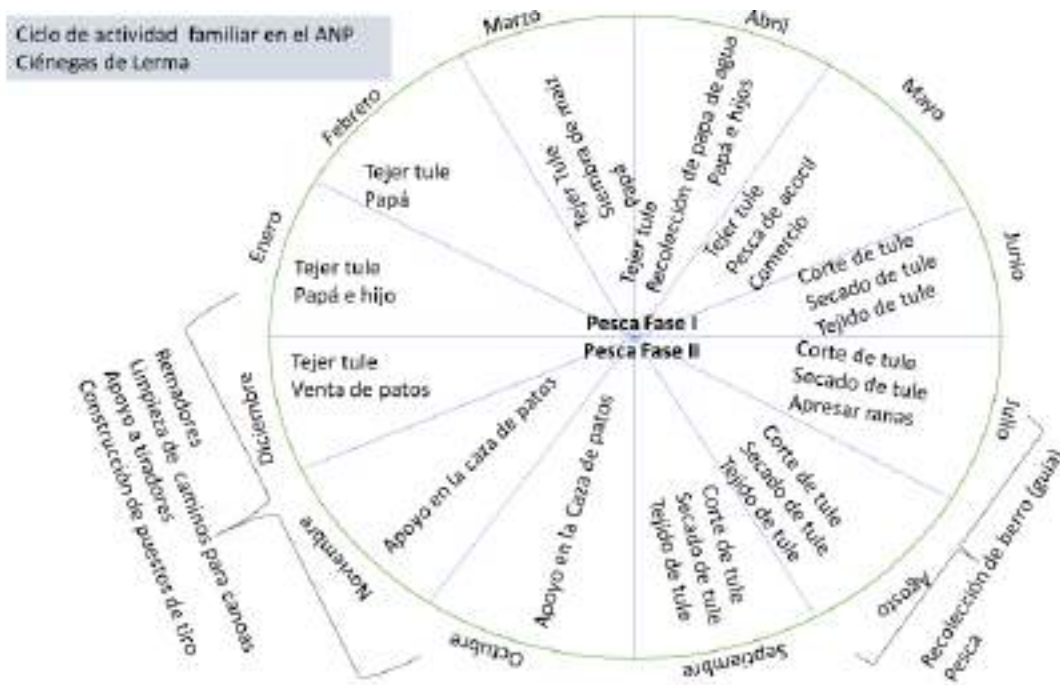 Ciclo de actividad familiar en el ANP
Ciénegas de Lerma
Enero
Tejer tule
Papá e hijo
Febrero
Tejer tule
Papá
Marzo
Tejer Tule
Siembra de maíz
Papá
Abril
Tejer tule
Recolección de papa de agua
Papá e hijos
Mayo
Tejer tule
Pesca de acocil
Comercio
Junio
Corte de tule
Secado de tule
Tejido de tule
Pesca Fase I
Pesca Fase II
Julio
Corte de tule
Secado de tule
Apresar ranas
Agosto
Corte de tule
Secado de tule
Tejido de tule
Recolección de berro (guía)
Pesca
Septiembre
Corte de tule
Secado de tule
Tejido de tule
Octubre
Apoyo en la Caza de patos
Noviembre
Apoyo en la caza de patos
Diciembre
Tejer tule
Venta de patos
Remadores
Limpieza de caminos para canoas
Apoyo a tiradores
Construcción de puestos de tiro